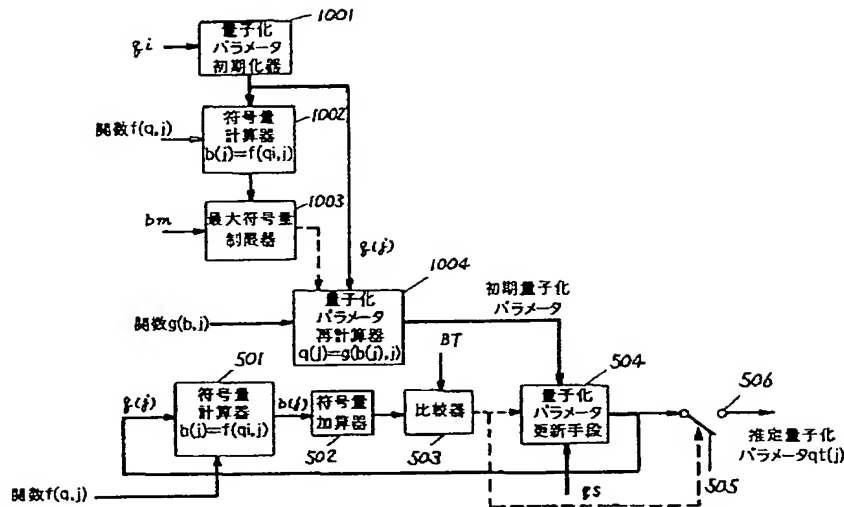 1001
量子化
パラメータ
初期化器
qi
1002
符号量
計算器
b(j)=f(qi,j)
関数f(q,j)
1003
最大符号量
制限器
bm
q(j)
1004
量子化
パラメータ
再計算器
q(j)=g(b(j),j)
関数g(b,j)
初期量子化
パラメータ
BT
501
符号量
計算器
b(j)=f(qi,j)
q(j)
b(j)
符号量
加算器
502
比較器
503
504
量子化
パラメータ
更新手段
506
推定量子化
パラメータqt(j)
505
qs
関数f(q,j)